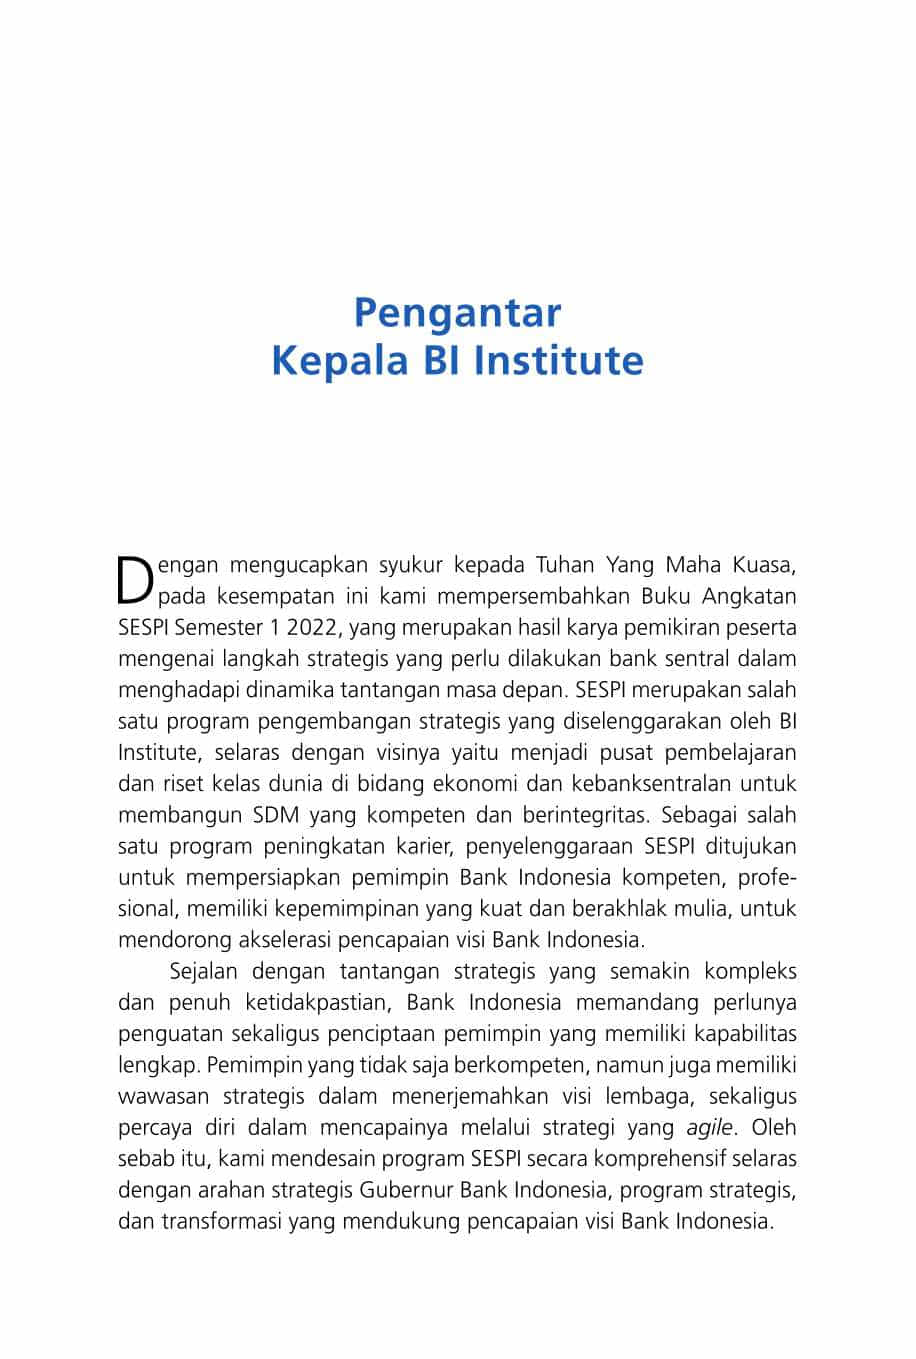 Pengantar
Kepala BI Institute
Dengan mengucapkan syukur kepada Tuhan Yang Maha Kuasa,
pada kesempatan ini kami mempersembahkan Buku Angkatan
SESPI Semester 1 2022, yang merupakan hasil karya pemikiran peserta
mengenai langkah strategis yang perlu dilakukan bank sentral dalam
menghadapi dinamika tantangan masa depan. SESPI merupakan salah
satu program pengembangan strategis yang diselenggarakan oleh BI
Institute, selaras dengan visinya yaitu menjadi pusat pembelajaran
dan riset kelas dunia di bidang ekonomi dan kebanksentralan untuk
membangun SDM yang kompeten dan berintegritas. Sebagai salah
satu program peningkatan karier, penyelenggaraan SESPI ditujukan
untuk mempersiapkan pemimpin Bank Indonesia kompeten, profe-
sional, memiliki kepemimpinan yang kuat dan berakhlak mulia, untuk
mendorong akselerasi pencapaian visi Bank Indonesia.
Sejalan dengan tantangan strategis yang semakin kompleks
dan penuh ketidakpastian, Bank Indonesia memandang perlunya
penguatan sekaligus penciptaan pemimpin yang memiliki kapabilitas
lengkap. Pemimpin yang tidak saja berkompeten, namun juga memiliki
wawasan strategis dalam menerjemahkan visi lembaga, sekaligus
percaya diri dalam mencapainya melalui strategi yang agile. Oleh
sebab itu, kami mendesain program SESPI secara komprehensif selaras
dengan arahan strategis Gubernur Bank Indonesia, program strategis,
dan transformasi yang mendukung pencapaian visi Bank Indonesia.